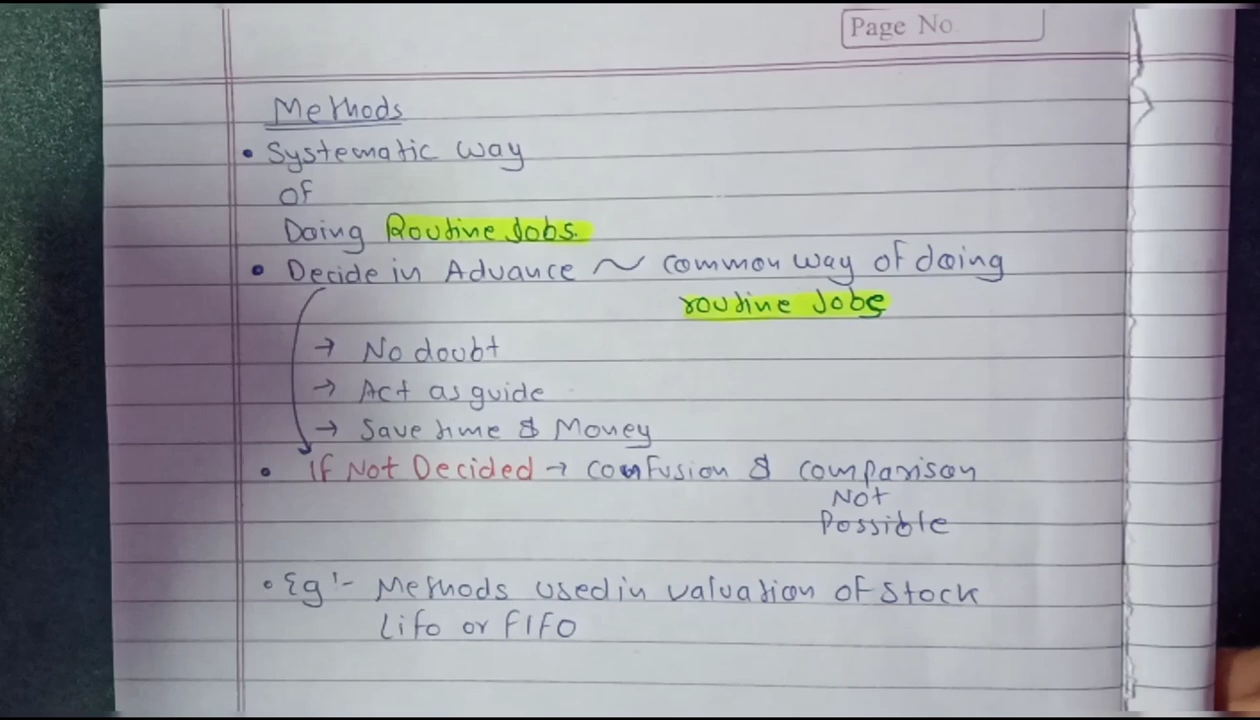 Page No.
Methods
• Systematic way
of
Doing Routine Jobs.
• Decide in Advance ~ common way of doing
routine Jobs
→ No doubt
→ Act as guide
→ Save time & Money
• If Not Decided → confusion & comparison
Not
Possible
• Eg:- Methods used in valuation of Stock
Lifo or FIFO